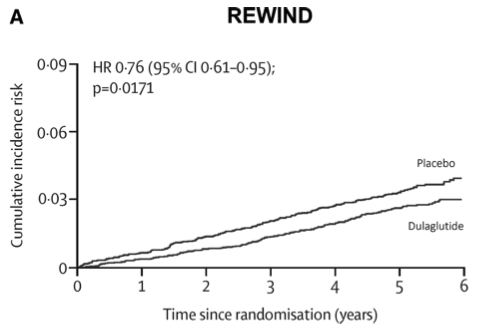 A
REWIND
0·09
HR 0·76 (95% CI 0·61–0·95);
p=0·0171
0·06
0·03
0
Cumulative incidence risk
Placebo
Dulaglutide
0 1 2 3 4 5 6
Time since randomisation (years)